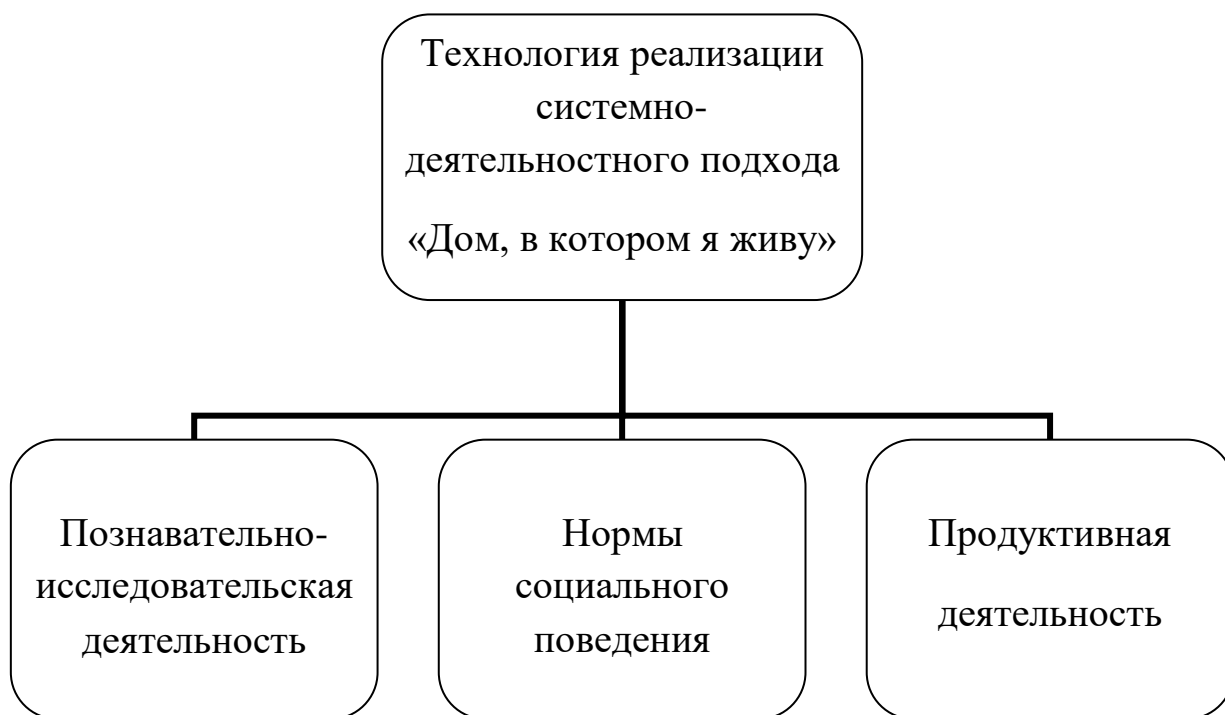 Технология реализации
системно-
деятельностного подхода
«Дом, в котором я живу»
Познавательно-
исследовательская
деятельность
Нормы
социального
поведения
Продуктивная
деятельность